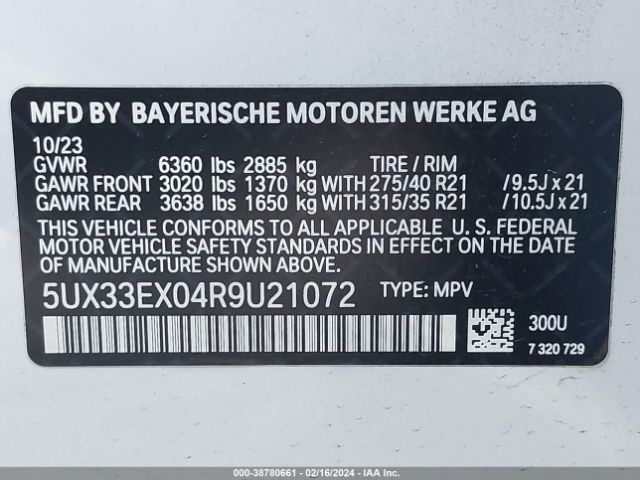 MFD BY BAYERISCHE MOTOREN WERKE AG
10/23
GVWR 6360 lbs 2885 kg TIRE / RIM
GAWR FRONT 3020 lbs 1370 kg WITH 275/40 R21 /9.5J x 21
GAWR REAR 3638 lbs 1650 kg WITH 315/35 R21 /10.5J x 21
THIS VEHICLE CONFORMS TO ALL APPLICABLE U. S. FEDERAL
MOTOR VEHICLE SAFETY STANDARDS IN EFFECT ON THE DATE
OF MANUFACTURE SHOWN ABOVE.
5UX33EX04R9U21072 TYPE: MPV
300U
7 320 729
000-38780661 - 02/16/2024 - IAA Inc.